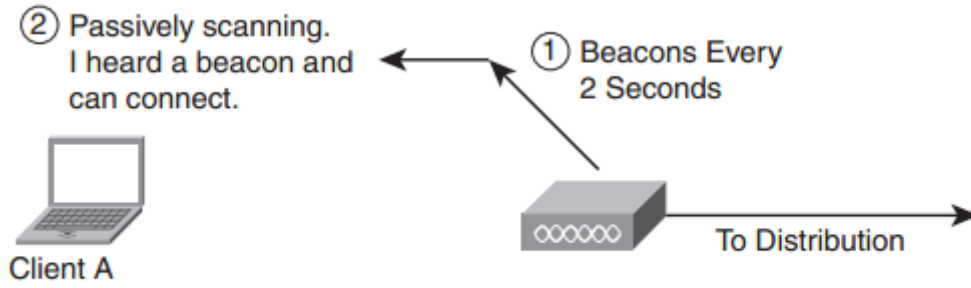 ② Passively scanning.
I heard a beacon and
can connect.
① Beacons Every
2 Seconds
Client A
To Distribution